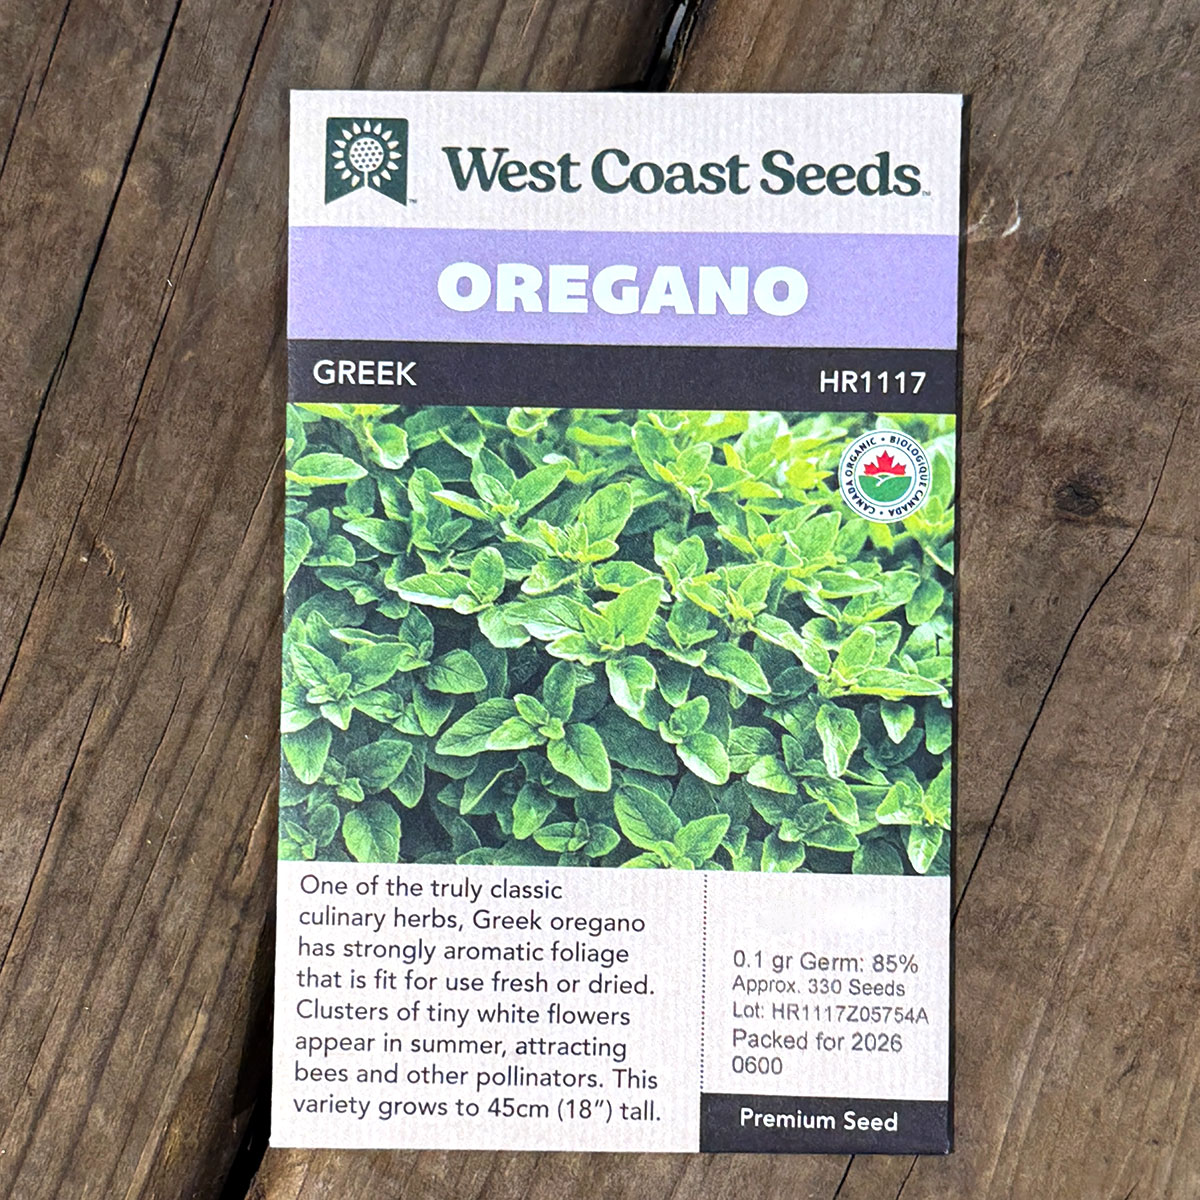 West Coast Seeds™
OREGANO
GREEK
HR1117
CANADA ORGANIC • BIOLOGIQUE CANADA •
One of the truly classic
culinary herbs, Greek oregano
has strongly aromatic foliage
that is fit for use fresh or dried.
Clusters of tiny white flowers
appear in summer, attracting
bees and other pollinators. This
variety grows to 45cm (18") tall.
0.1 gr Germ: 85%
Approx. 330 Seeds
Lot: HR1117Z05754A
Packed for 2026
0600
Premium Seed